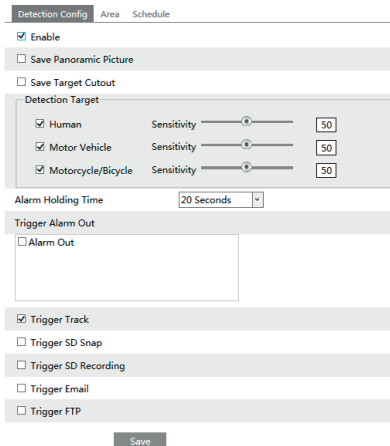 Detection Config Area Schedule
Enable
Save Panoramic Picture
Save Target Cutout
Detection Target
Human Sensitivity 50
Motor Vehicle Sensitivity 50
Motorcycle/Bicycle Sensitivity 50
Alarm Holding Time 20 Seconds
Trigger Alarm Out
Alarm Out
Trigger Track
Trigger SD Snap
Trigger SD Recording
Trigger Email
Trigger FTP
Save